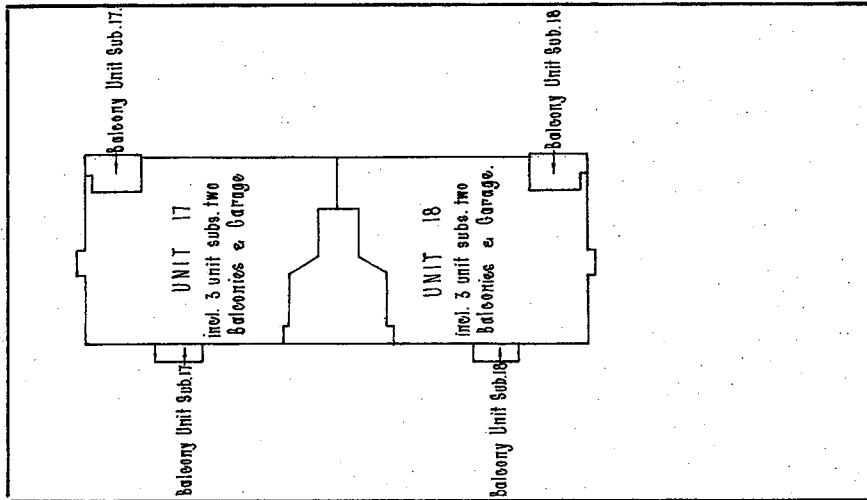 Balcony Unit Sub.17.
Balcony Unit Sub.18
UNIT 17
incl. 3 unit subs. two
Balconies & Garage
UNIT 18
incl. 3 unit subs. two
Balconies & Garage.
Balcony Unit Sub.17
Balcony Unit Sub.18